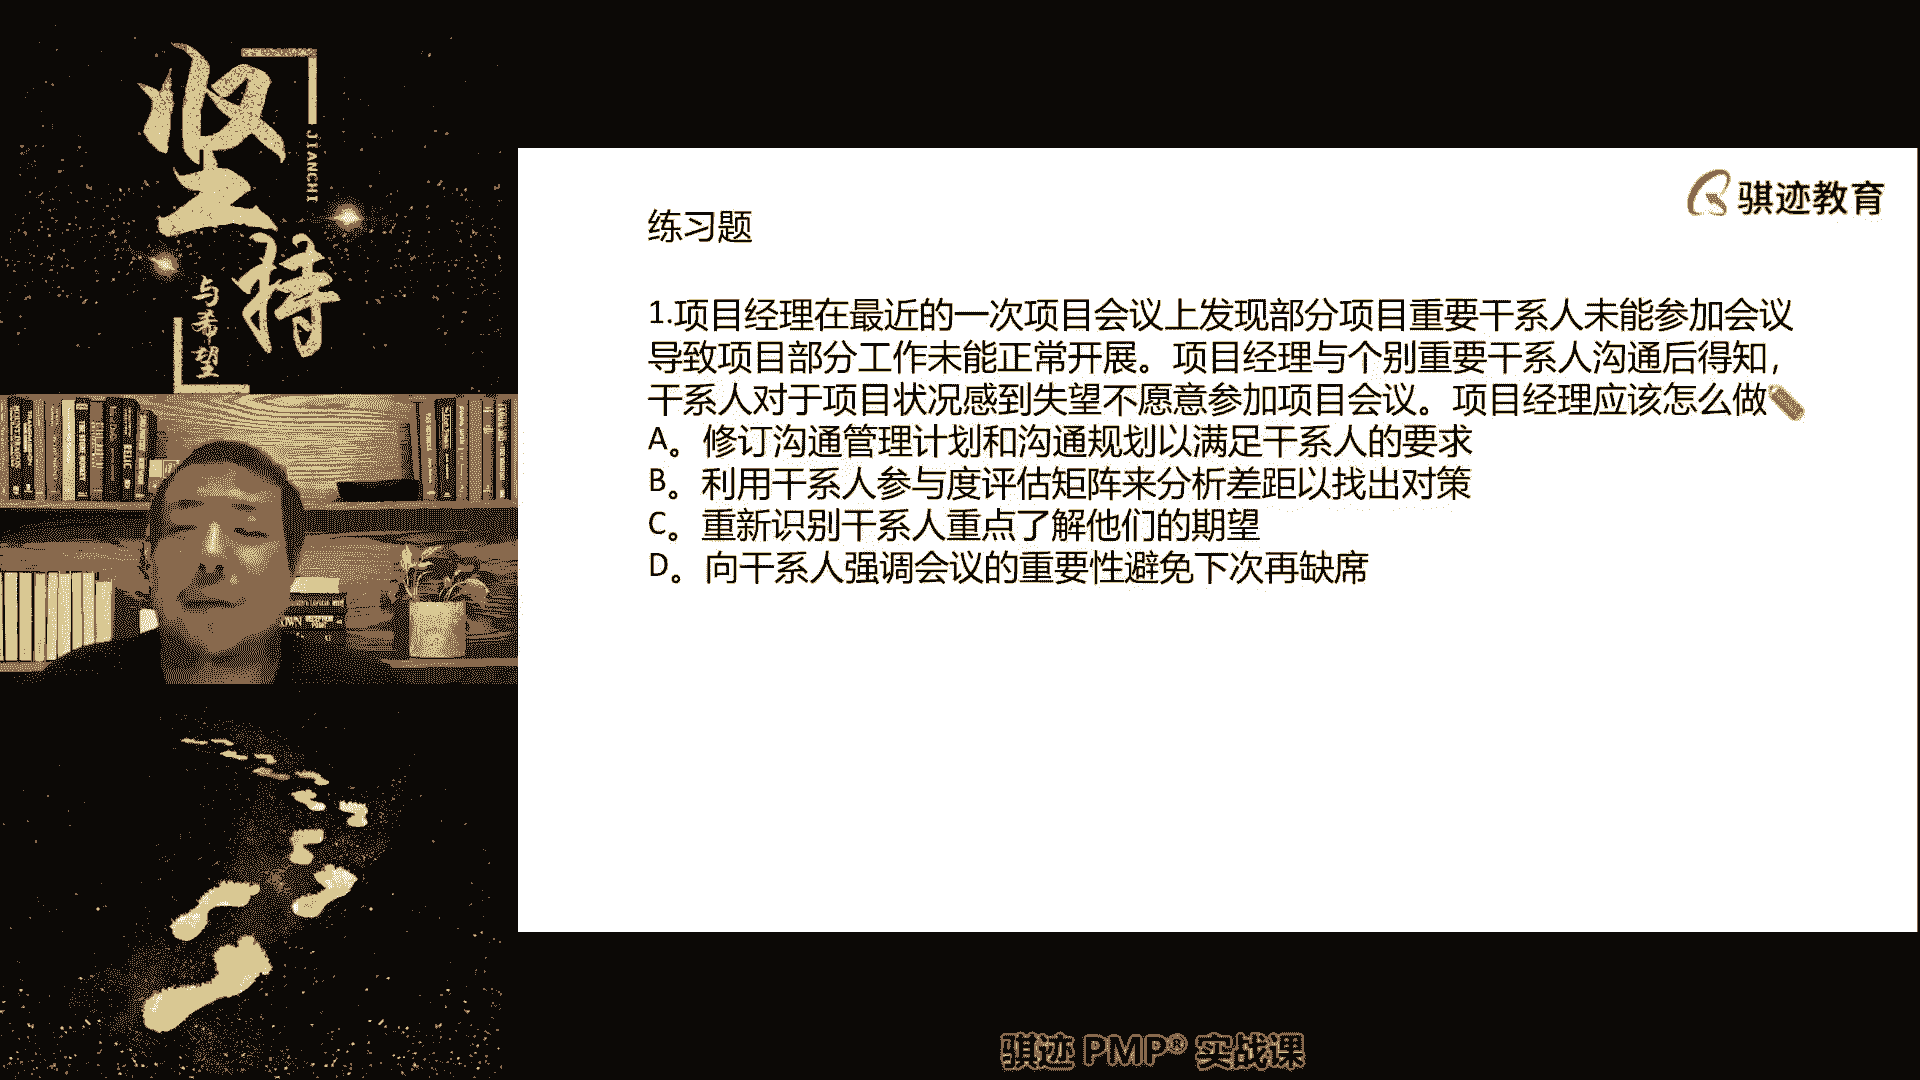 坚持
JIANCHI
与希望
骐迹教育
练习题
1.项目经理在最近的一次项目会议上发现部分项目重要干系人未能参加会议
导致项目部分工作未能正常开展。项目经理与个别重要干系人沟通后得知，
干系人对于项目状况感到失望不愿意参加项目会议。项目经理应该怎么做
A。修订沟通管理计划和沟通规划以满足干系人的要求
B。利用干系人参与度评估矩阵来分析差距以找出对策
C。重新识别干系人重点了解他们的期望
D。向干系人强调会议的重要性避免下次再缺席
骐迹 PMP® 实战课